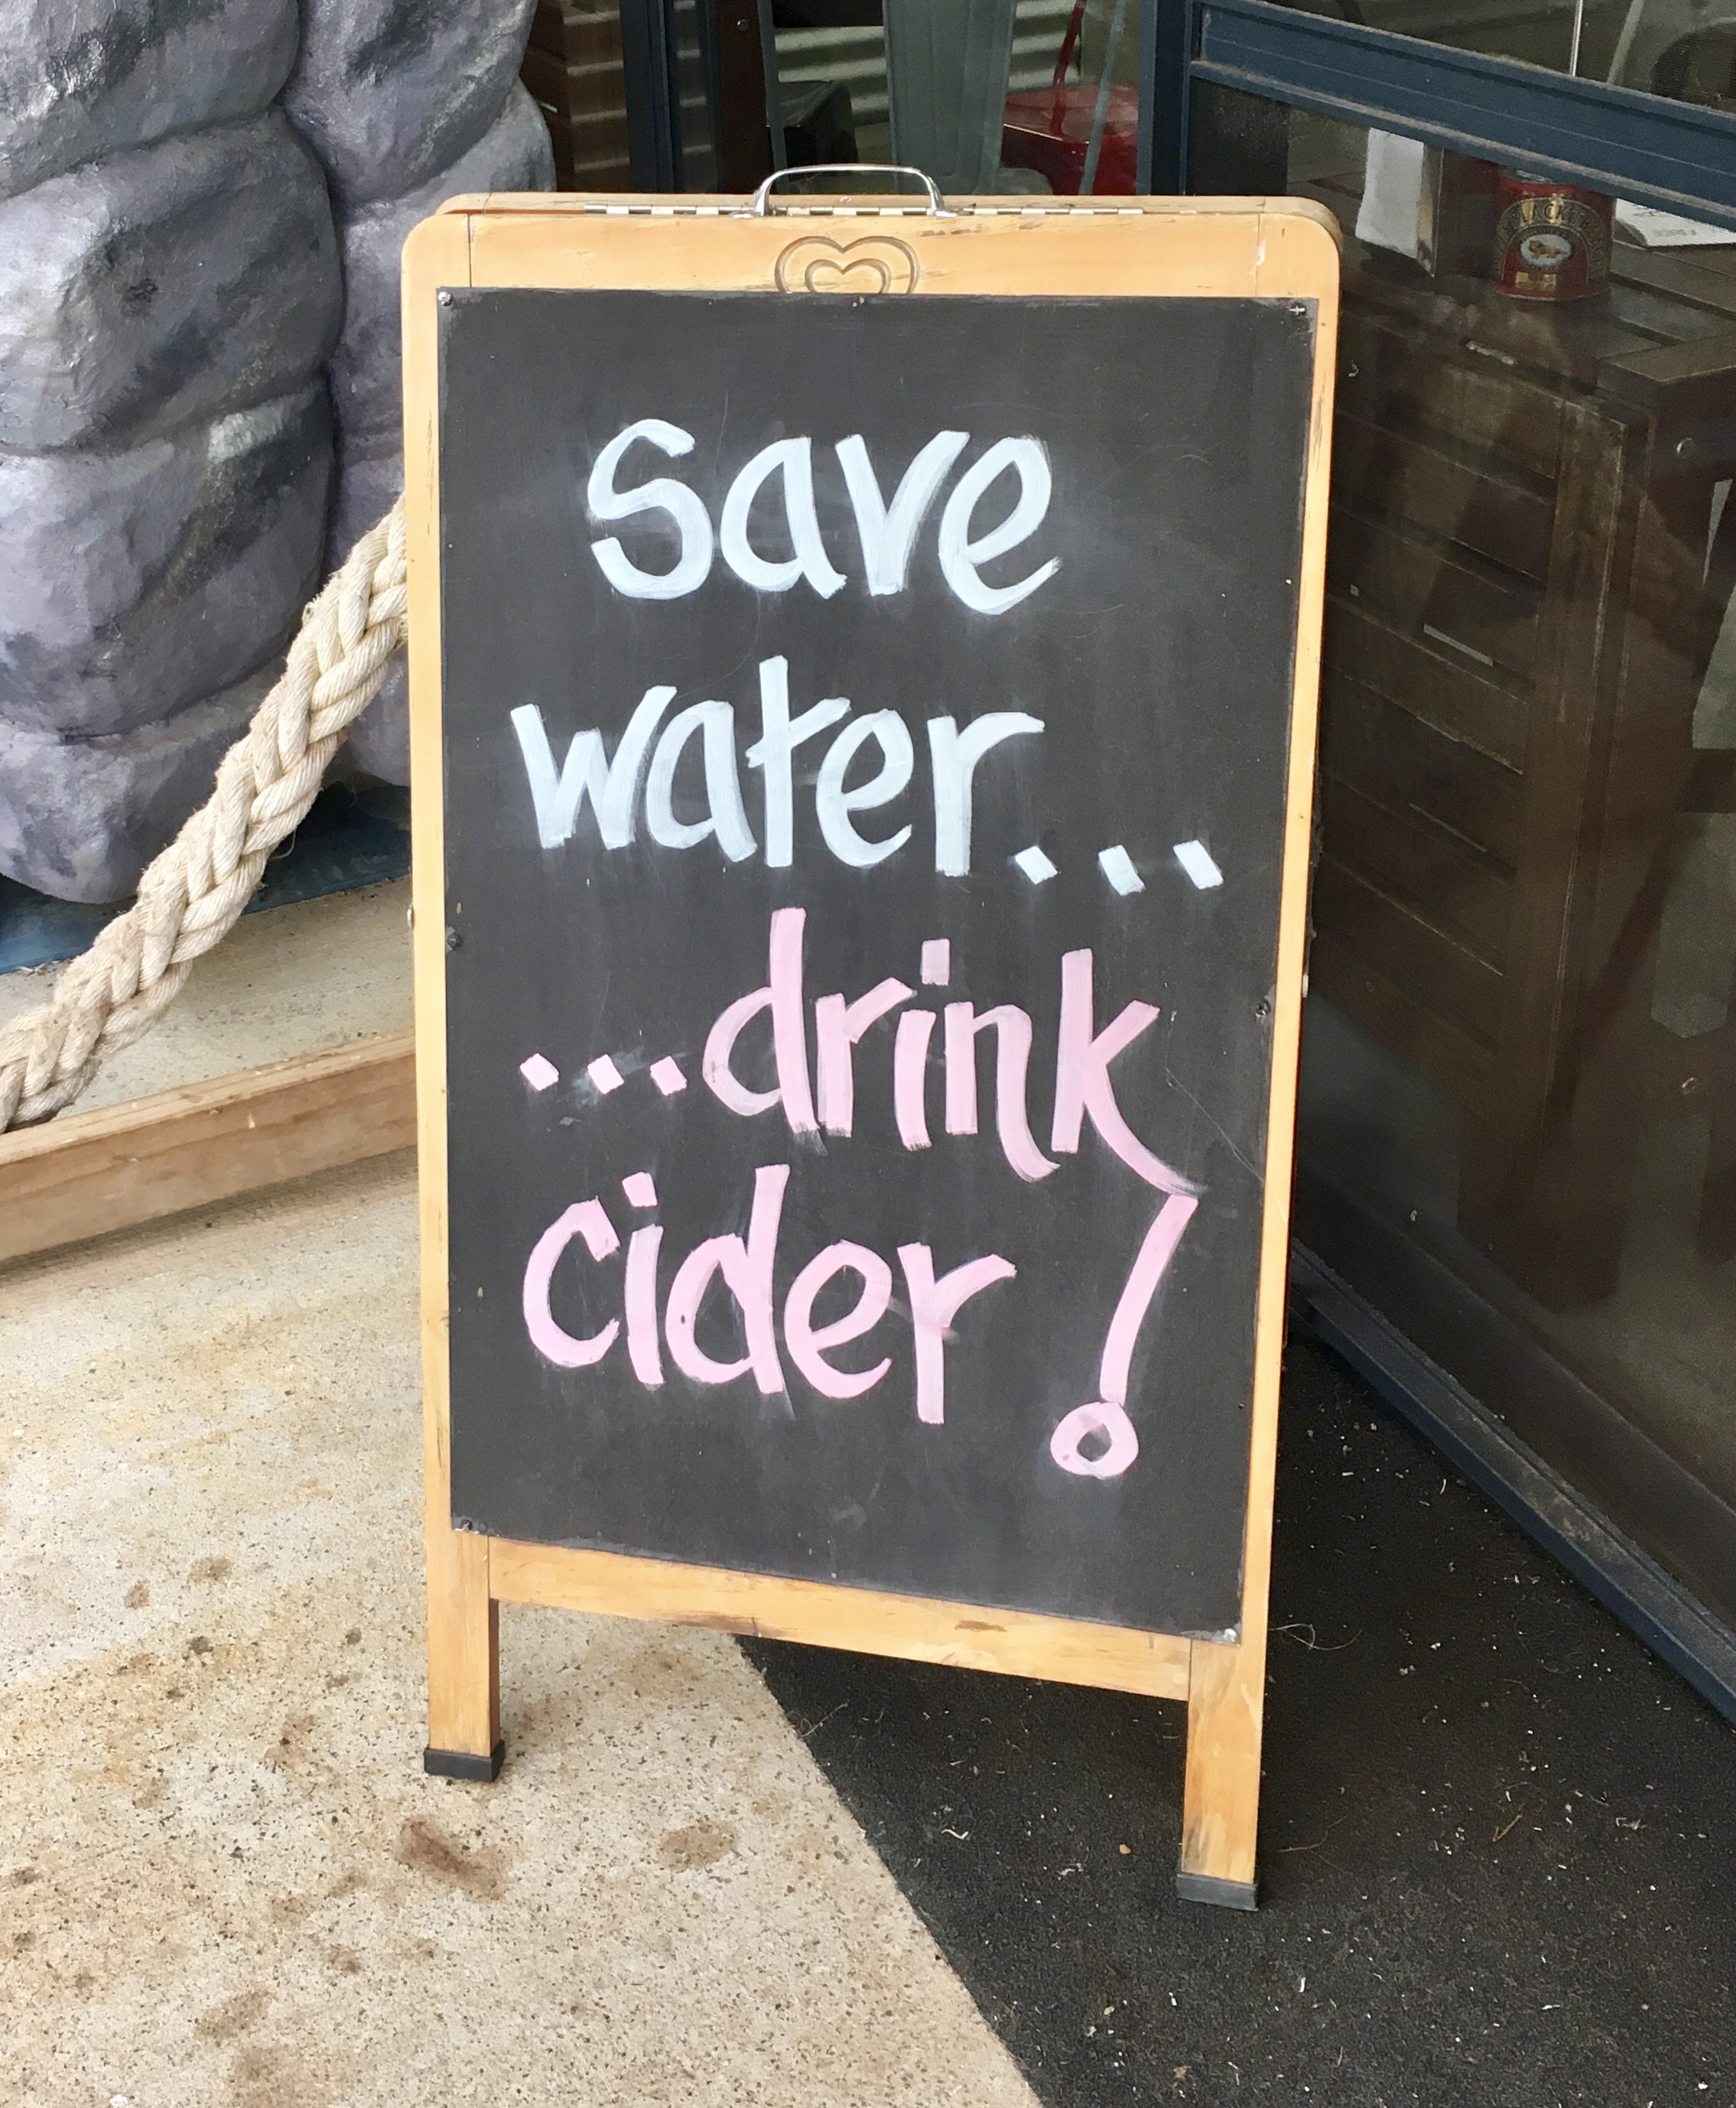 save
water...
...drink
cider!